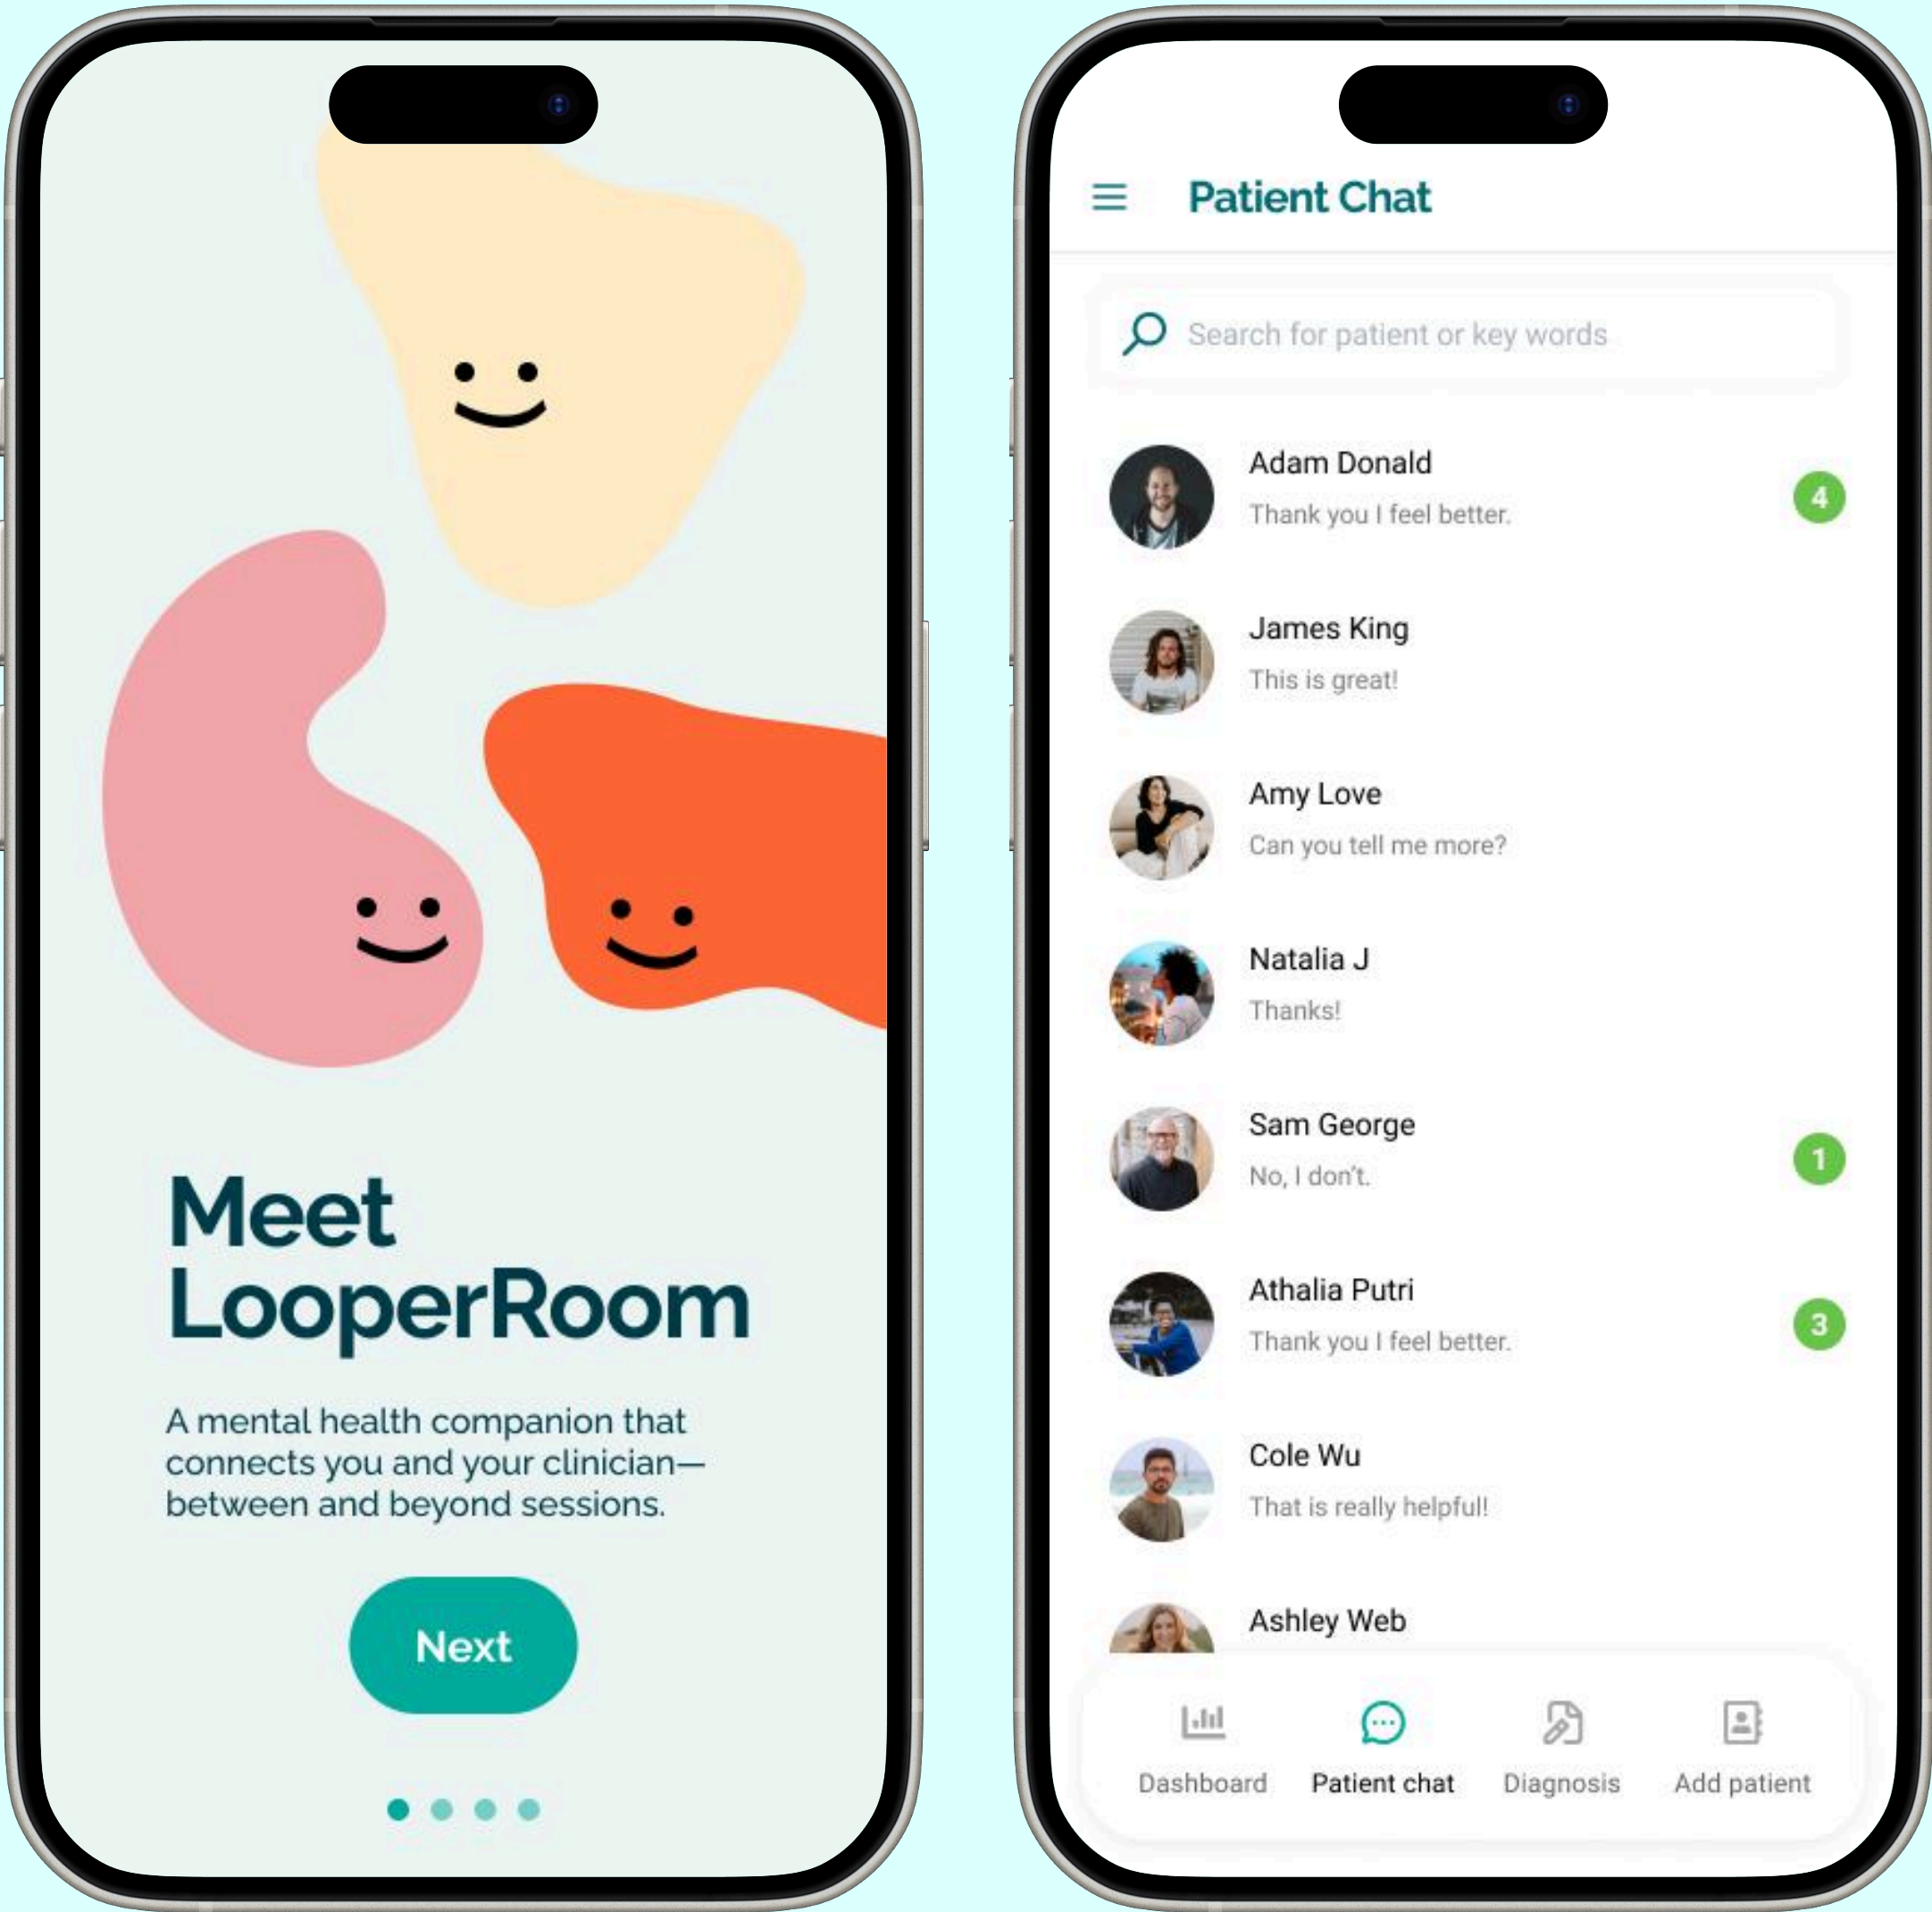 Meet
LooperRoom
A mental health companion that
connects you and your clinician—
between and beyond sessions.
Next
Patient Chat
Search for patient or key words
Adam Donald
Thank you I feel better.
4
James King
This is great!
Amy Love
Can you tell me more?
Natalia J
Thanks!
Sam George
No, I don't.
1
Athalia Putri
Thank you I feel better.
3
Cole Wu
That is really helpful!
Ashley Web
Dashboard
Patient chat
Diagnosis
Add patient